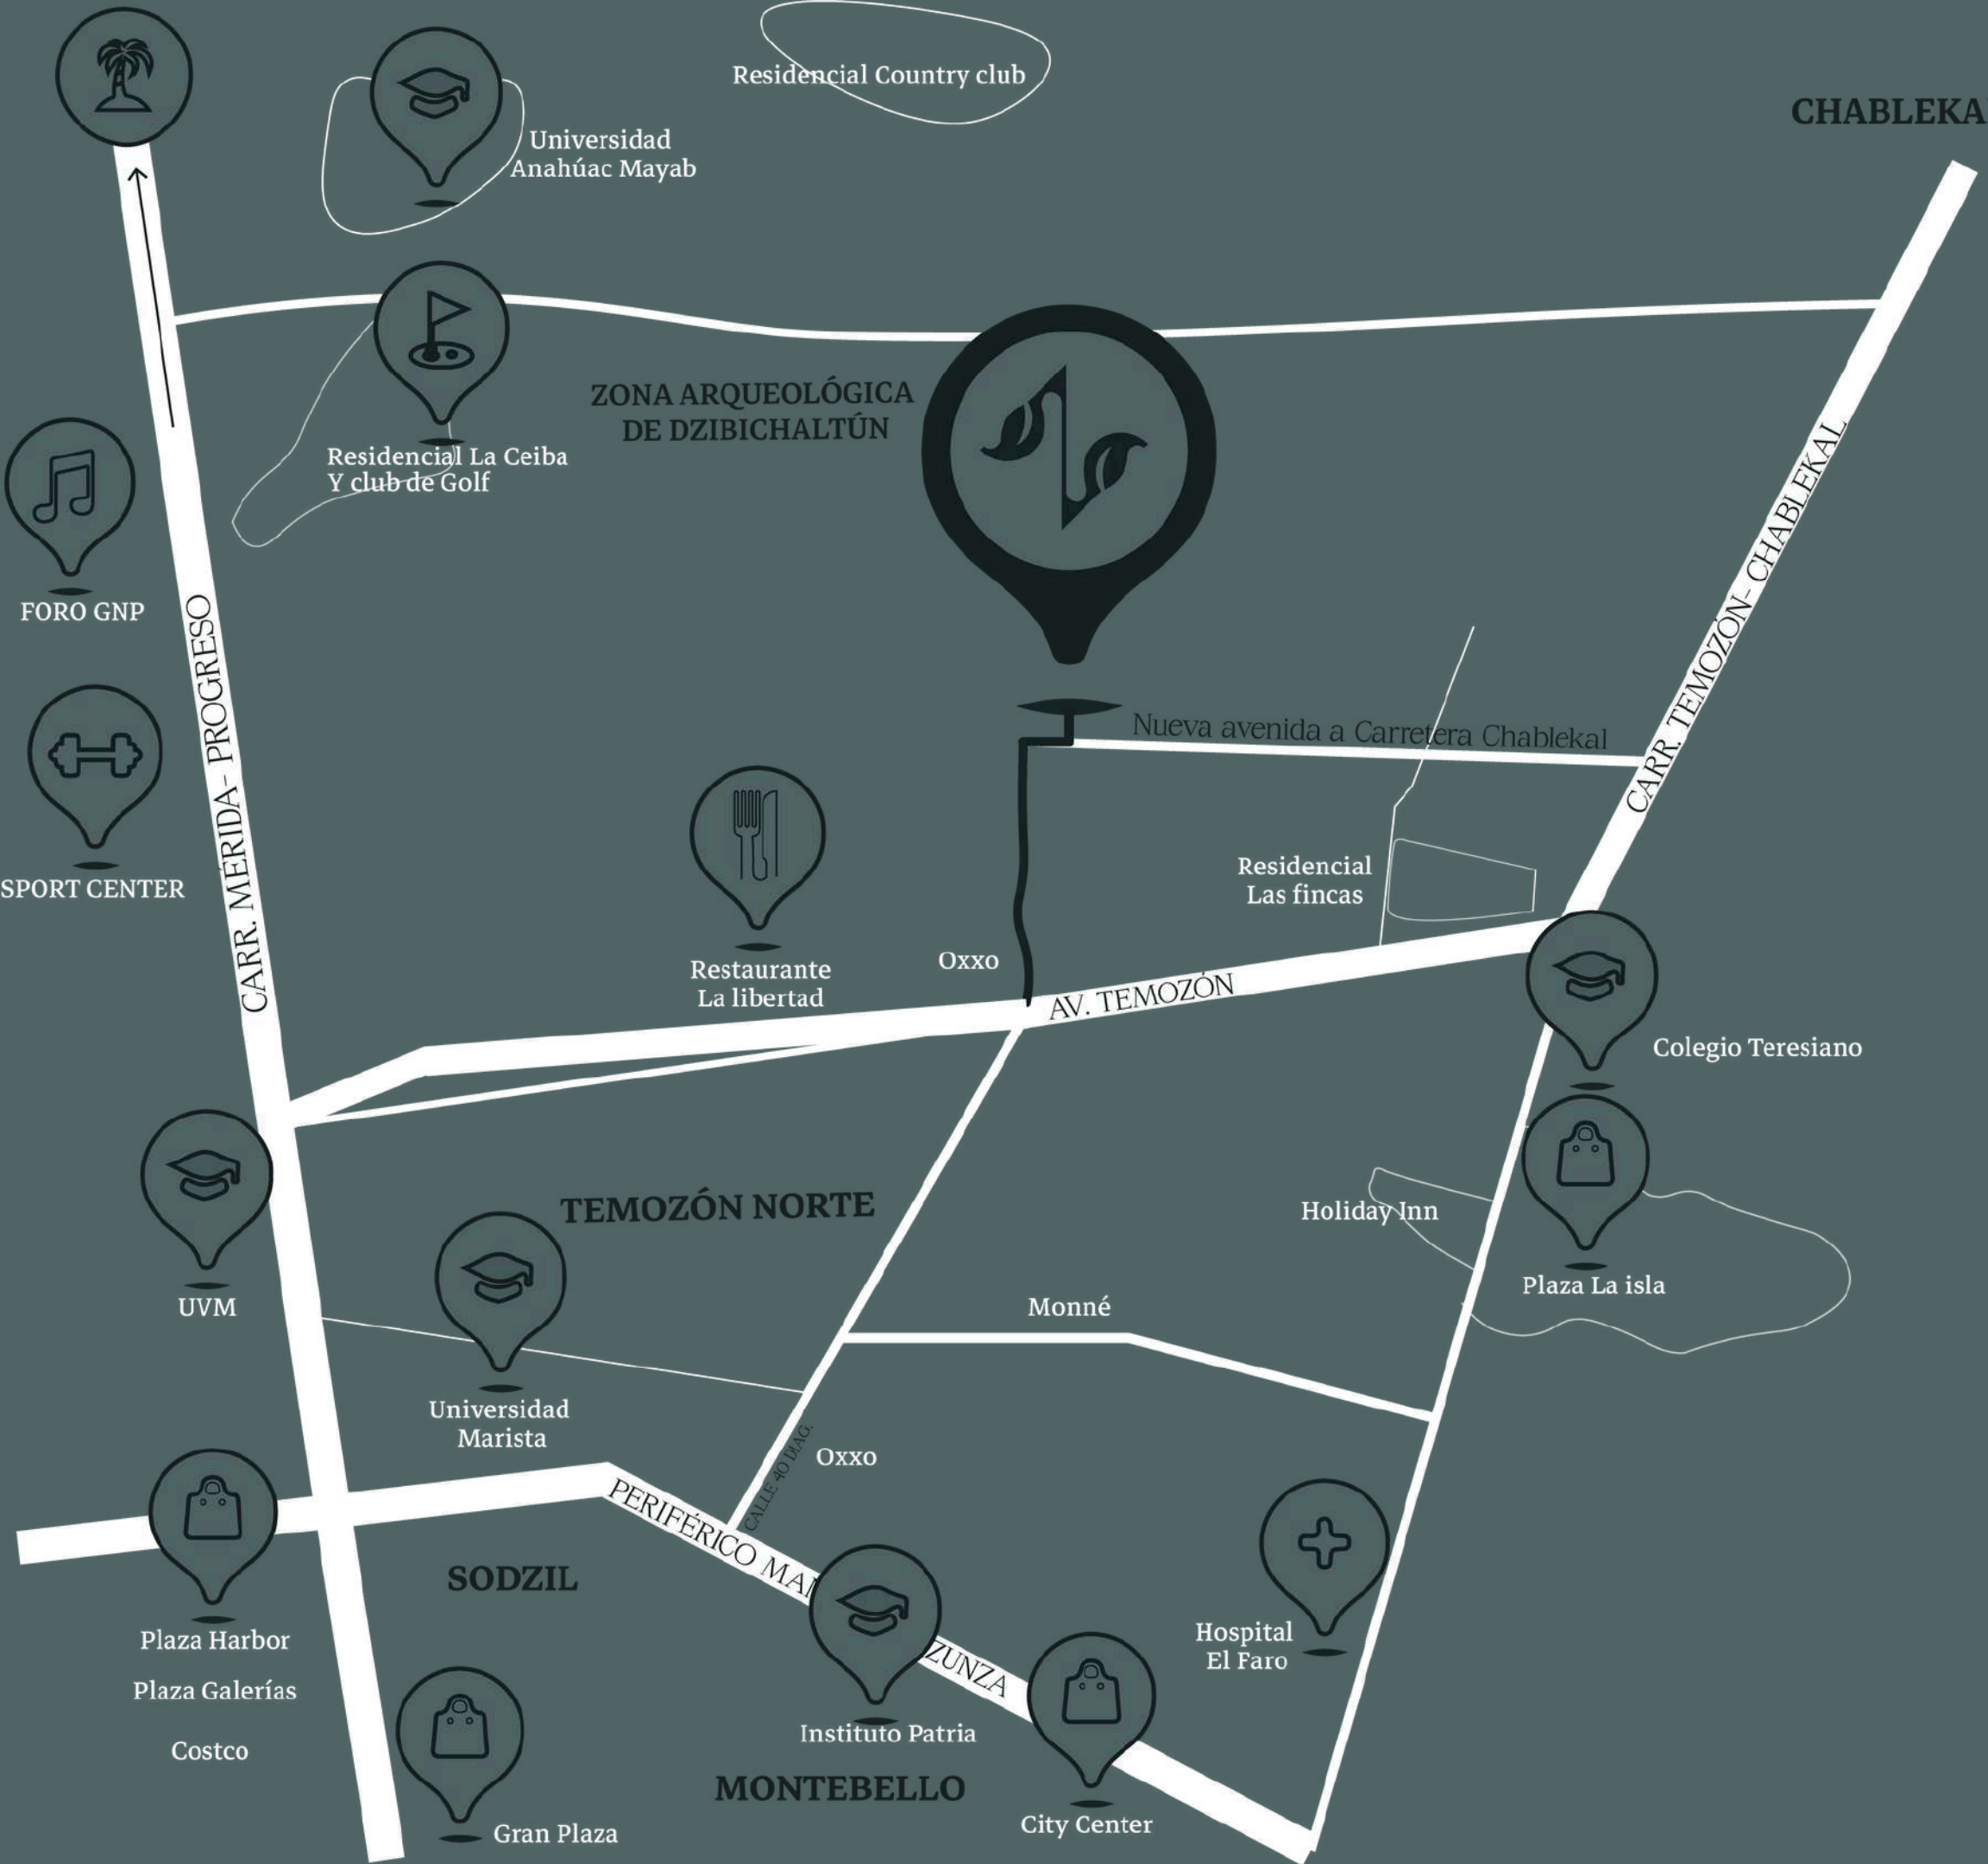 Residencial Country club
CHABLEKA
Universidad
Anahúac Mayab
ZONA ARQUEOLÓGICA
DE DZIBICHALTÚN
Residencial La Ceiba
Y club de Golf
FORO GNP
CARR. MÉRIDA- PROGRESO
CARR. TEMOZÓN- CHABLEKAL
Nueva avenida a Carretera Chablekal
SPORT CENTER
Residencial
Las fincas
Restaurante
La libertad
Oxxo
AV. TEMOZÓN
Colegio Teresiano
TEMOZÓN NORTE
Holiday Inn
Plaza La isla
UVM
Monné
Universidad
Marista
Oxxo
CALLE 40 DIAG.
PERIFÉRICO MA
ZUNZA
SODZIL
Hospital
El Faro
Plaza Harbor
Plaza Galerías
Costco
Instituto Patria
MONTEBELLO
City Center
Gran Plaza